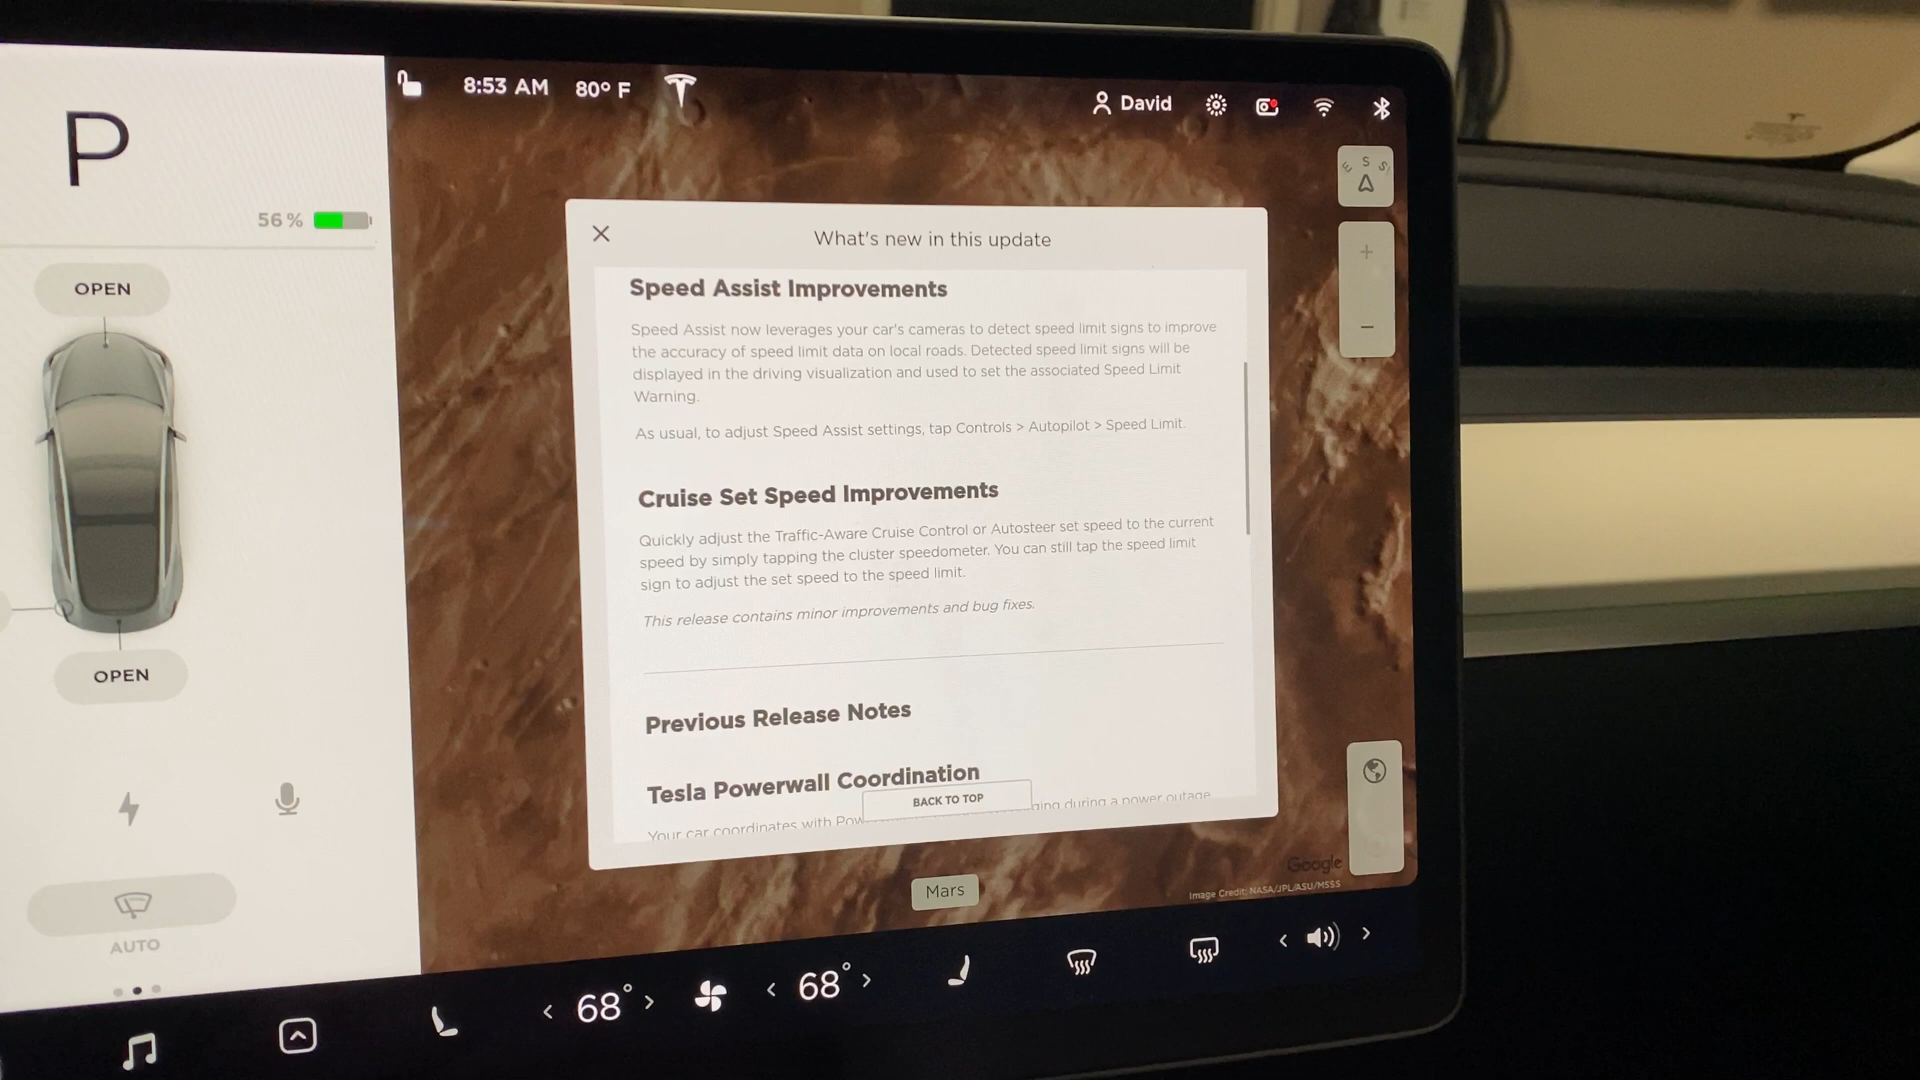 P
56 %
OPEN
OPEN
AUTO
8:53 AM 80° F
David
E S
What's new in this update
Speed Assist Improvements
Speed Assist now leverages your car's cameras to detect speed limit signs to improve
the accuracy of speed limit data on local roads. Detected speed limit signs will be
displayed in the driving visualization and used to set the associated Speed Limit
Warning.
As usual, to adjust Speed Assist settings, tap Controls > Autopilot > Speed Limit.
Cruise Set Speed Improvements
Quickly adjust the Traffic-Aware Cruise Control or Autosteer set speed to the current
speed by simply tapping the cluster speedometer. You can still tap the speed limit
sign to adjust the set speed to the speed limit.
This release contains minor improvements and bug fixes.
Previous Release Notes
Tesla Powerwall Coordination
BACK TO TOP
Your car coordinates with during a power outage
Mars
Google
Image Credit: NASA/JPL/ASU/MSSS
68° 68°